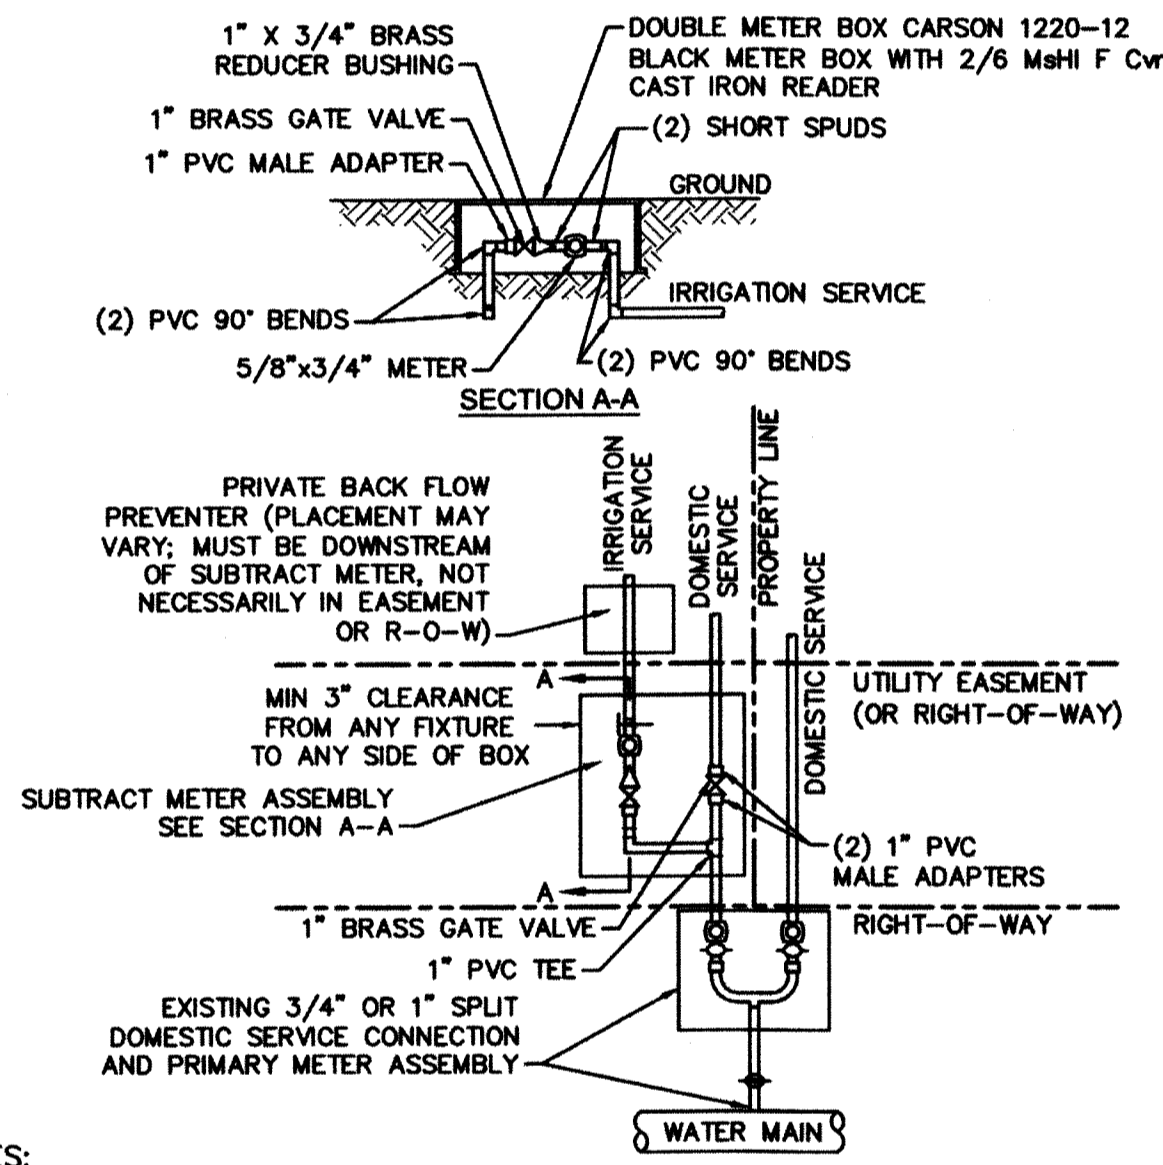 1" X 3/4" BRASS
REDUCER BUSHING
1" BRASS GATE VALVE
1" PVC MALE ADAPTER
DOUBLE METER BOX CARSON 1220-12
BLACK METER BOX WITH 2/6 MsHI F Cvr
CAST IRON READER
(2) SHORT SPUDS
GROUND
IRRIGATION SERVICE
(2) PVC 90° BENDS
5/8"x3/4" METER
(2) PVC 90° BENDS
SECTION A-A
PRIVATE BACK FLOW
PREVENTER (PLACEMENT MAY
VARY; MUST BE DOWNSTREAM
OF SUBTRACT METER, NOT
NECESSARILY IN EASEMENT
OR R-O-W)
IRRIGATION
SERVICE
DOMESTIC
SERVICE
PROPERTY LINE
DOMESTIC SERVICE
A
MIN 3" CLEARANCE
FROM ANY FIXTURE
TO ANY SIDE OF BOX
UTILITY EASEMENT
(OR RIGHT-OF-WAY)
SUBTRACT METER ASSEMBLY
SEE SECTION A-A
(2) 1" PVC
MALE ADAPTERS
A
1" BRASS GATE VALVE
RIGHT-OF-WAY
1" PVC TEE
EXISTING 3/4" OR 1" SPLIT
DOMESTIC SERVICE CONNECTION
AND PRIMARY METER ASSEMBLY
WATER MAIN